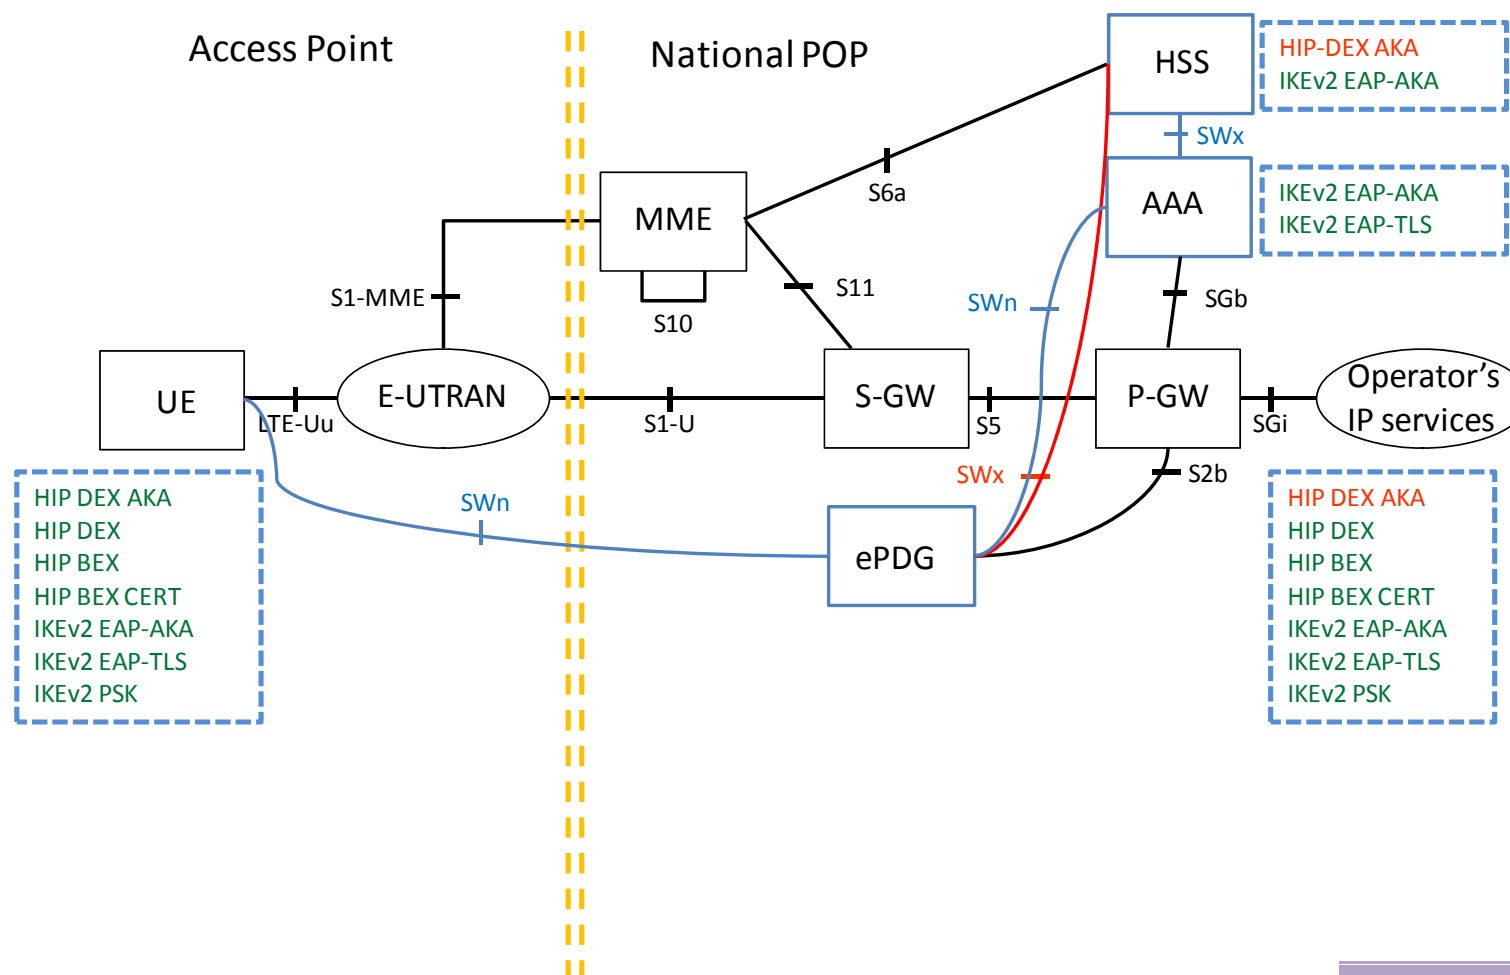 Access Point
National POP
HSS
HIP-DEX AKA
IKEv2 EAP-AKA
SWx
S6a
MME
AAA
IKEv2 EAP-AKA
IKEv2 EAP-TLS
S1-MME
S10
S11
SWn
SGb
UE
LTE-Uu
E-UTRAN
S1-U
S-GW
S5
P-GW
SGi
Operator's
IP services
SWx
S2b
HIP DEX AKA
HIP DEX
HIP BEX
HIP BEX CERT
IKEv2 EAP-AKA
IKEv2 EAP-TLS
IKEv2 PSK
SWn
ePDG
HIP DEX AKA
HIP DEX
HIP BEX
HIP BEX CERT
IKEv2 EAP-AKA
IKEv2 EAP-TLS
IKEv2 PSK